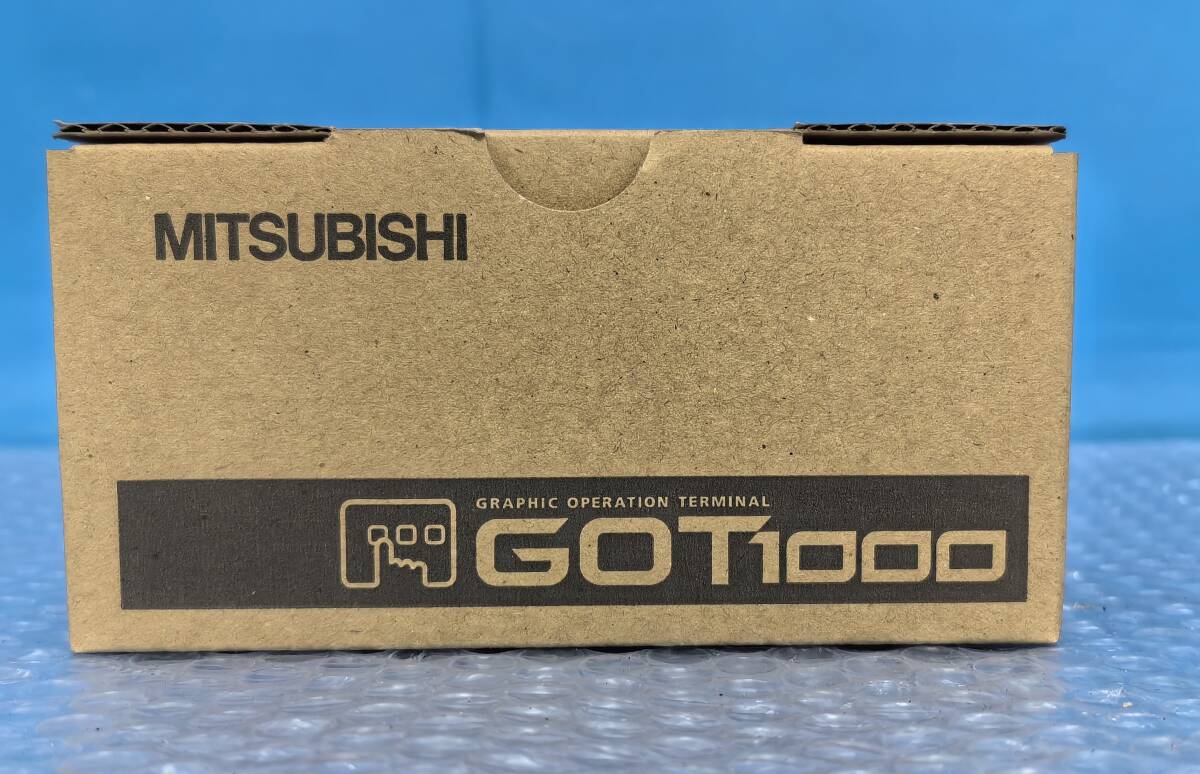 MITSUBISHI
GRAPHIC OPERATION TERMINAL
GOT1000